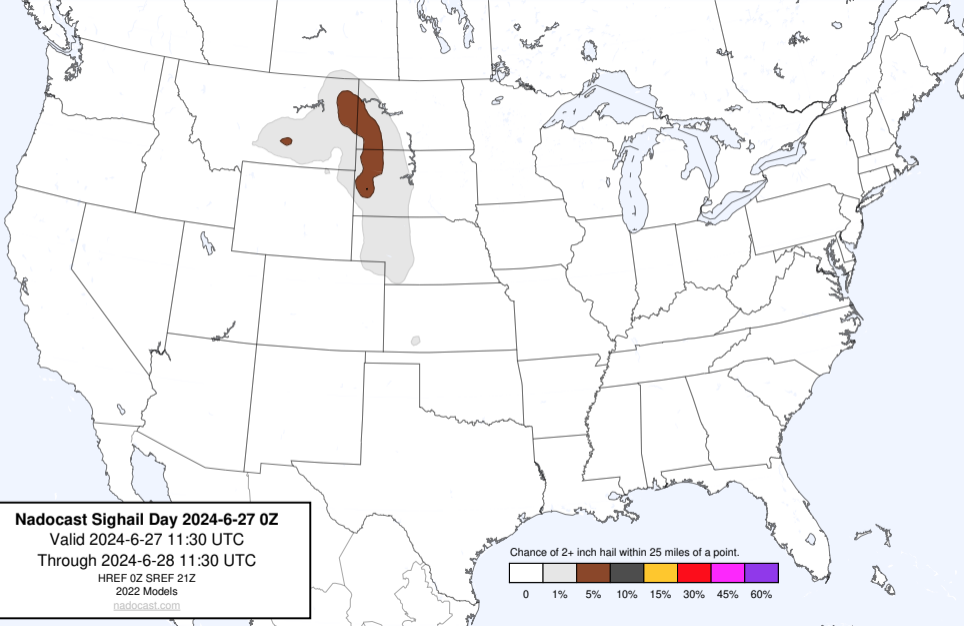 Nadocast Sighail Day 2024-6-27 0Z
Valid 2024-6-27 11:30 UTC
Through 2024-6-28 11:30 UTC
HREF 0Z SREF 21Z
2022 Models
nadocast.com
Chance of 2+ inch hail within 25 miles of a point.
0 1% 5% 10% 15% 30% 45% 60%